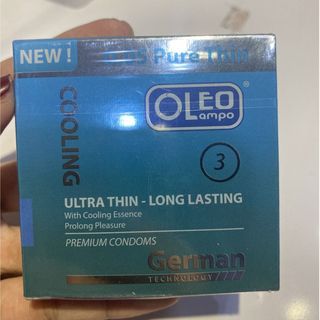 NEW!
Pure Thin
COOLING
OLEO
ampo
®
3
ULTRA THIN - LONG LASTING
With Cooling Essence
Prolong Pleasure
PREMIUM CONDOMS
German
TECHNOLOGY